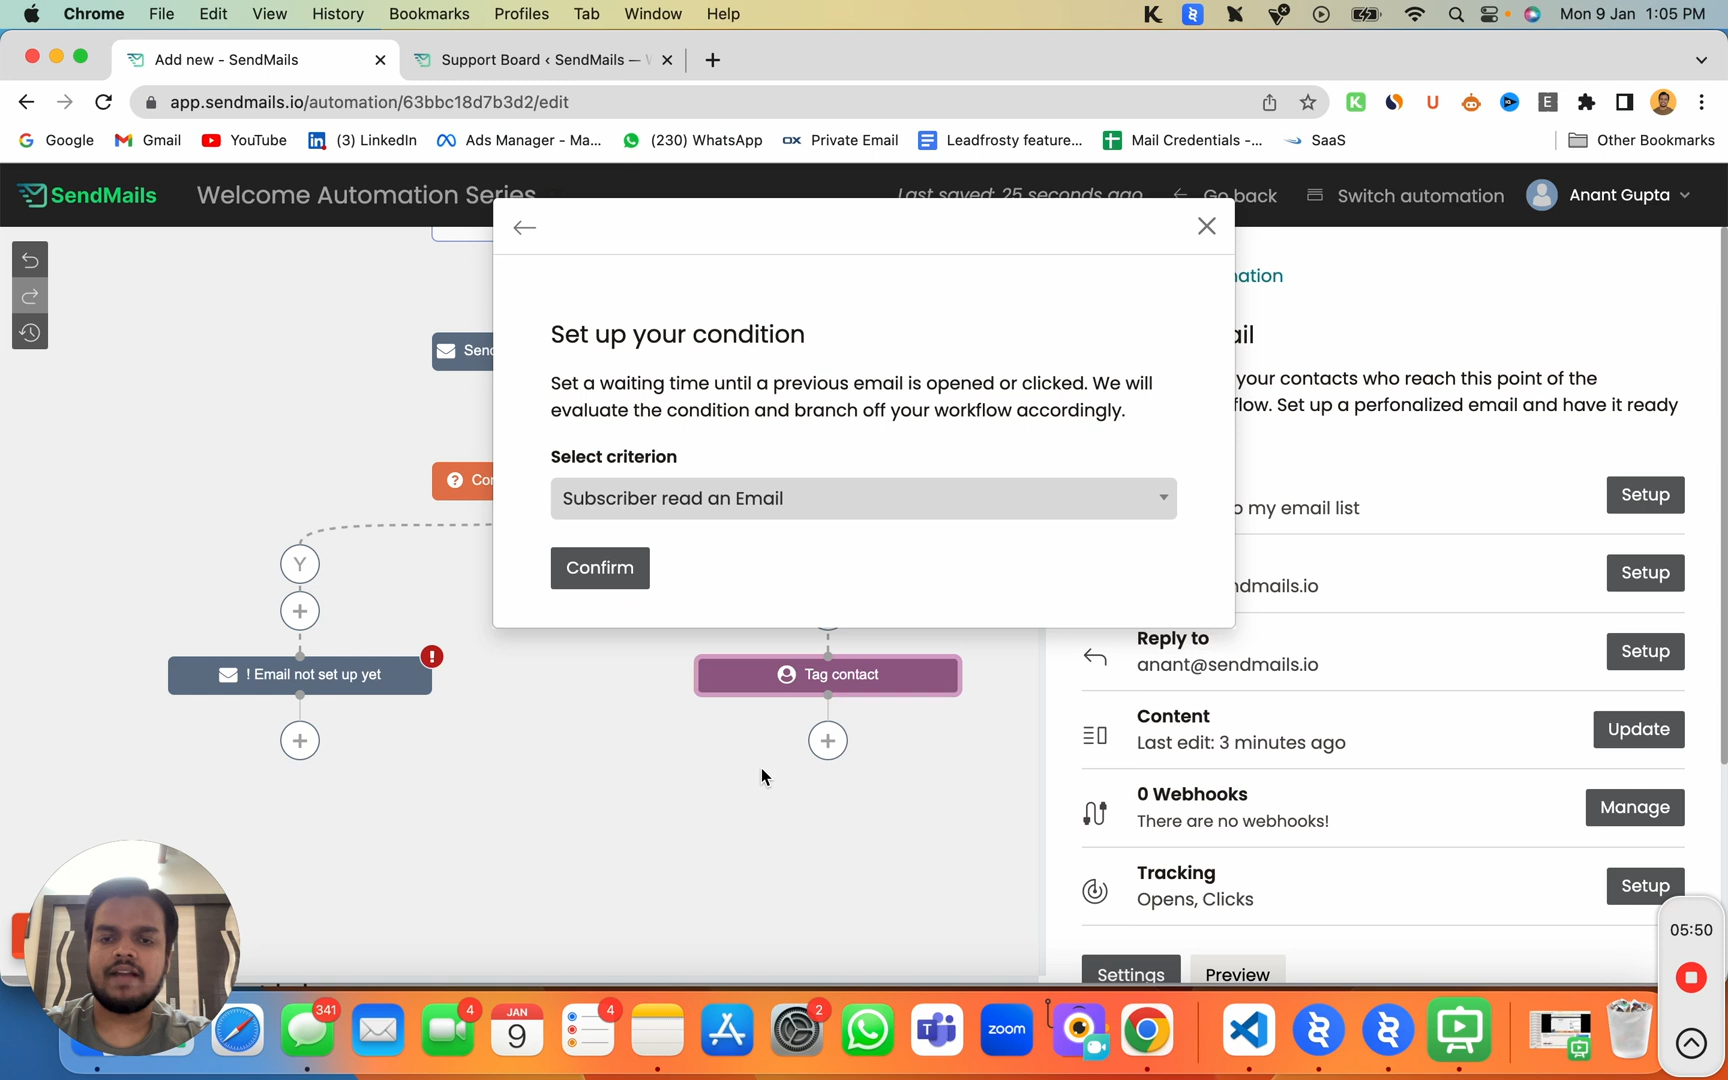 Chrome File Edit View History Bookmarks Profiles Tab Window Help Mon 9 Jan 1:05 PM
Add new - SendMails
Support Board ‹ SendMails —
app.sendmails.io/automation/63bbc18d7b3d2/edit
Google Gmail YouTube (3) LinkedIn Ads Manager - Ma... (230) WhatsApp Private Email Leadfrosty feature... Mail Credentials -... SaaS Other Bookmarks
SendMails Welcome Automation Series Last saved: 25 seconds ago Go back Switch automation Anant Gupta
Set up your condition
Set a waiting time until a previous email is opened or clicked. We will
evaluate the condition and branch off your workflow accordingly.
Select criterion
Subscriber read an Email
Confirm
Y
! Email not set up yet
!
Tag contact
your contacts who reach this point of the
flow. Set up a perfonalized email and have it ready
Setup
o my email list
Setup
Reply to
anant@sendmails.io
Setup
Content
Last edit: 3 minutes ago
Update
0 Webhooks
There are no webhooks!
Manage
Tracking
Opens, Clicks
Setup
Settings Preview
05:50
341
4
JAN
9
4
2
zoom